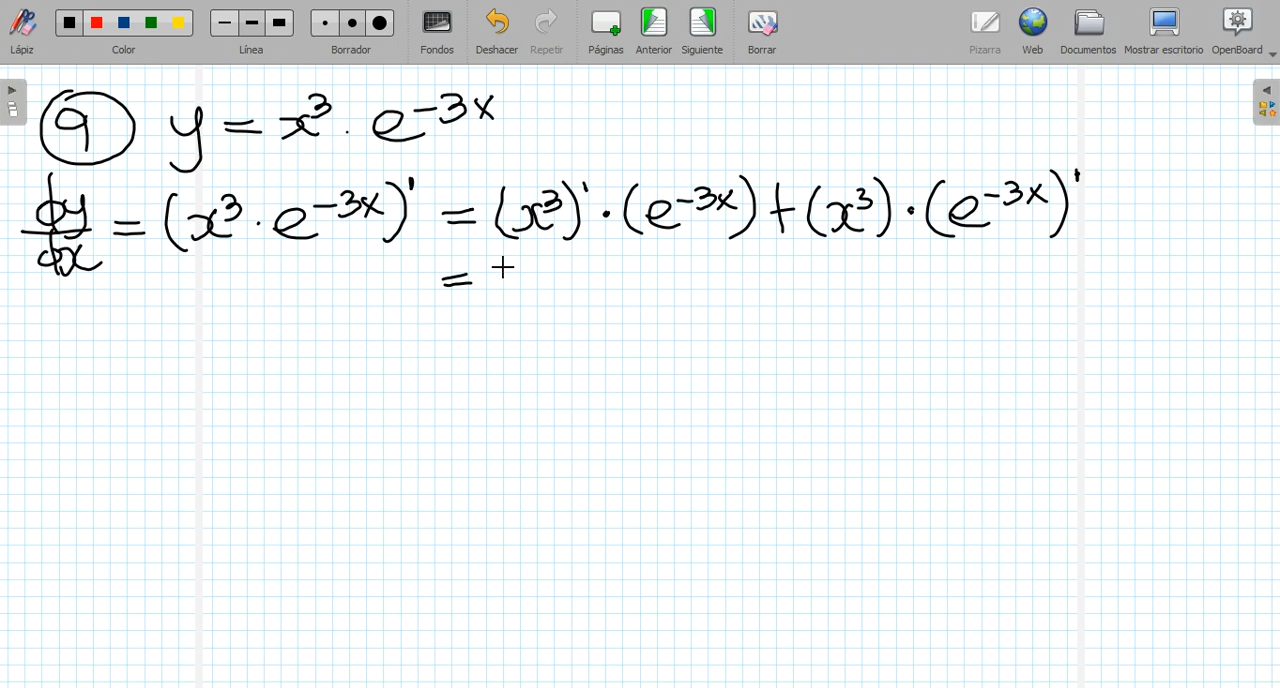 Lápiz Color Línea Borrador Fondos Deshacer Repetir Páginas Anterior Siguiente Borrar Pizarra Web Documentos Mostrar escritorio OpenBoard
9 y = x³ · e⁻³ˣ
dy/dx = (x³ · e⁻³ˣ)' = (x³)' · (e⁻³ˣ) + (x³) · (e⁻³ˣ)'
=